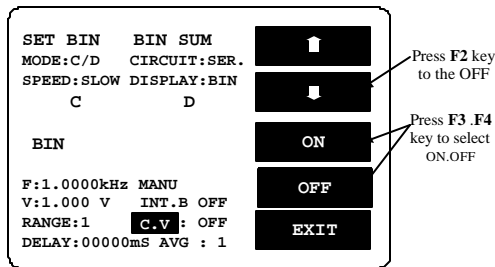 SET BIN BIN SUM
MODE:C/D CIRCUIT:SER.
SPEED:SLOW DISPLAY:BIN
C D
BIN
F:1.0000kHz MANU
V:1.000 V INT.B OFF
RANGE:1 C.V : OFF
DELAY:00000mS AVG : 1
ON
OFF
EXIT
Press F2 key
to the OFF
Press F3 .F4
key to select
ON.OFF